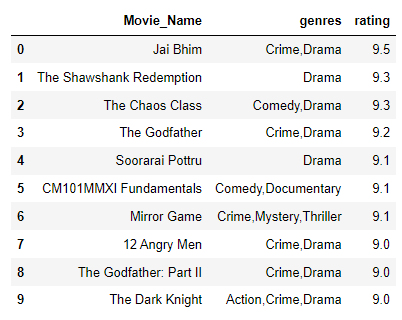 Movie_Name genres rating
0 Jai Bhim Crime,Drama 9.5
1 The Shawshank Redemption Drama 9.3
2 The Chaos Class Comedy,Drama 9.3
3 The Godfather Crime,Drama 9.2
4 Soorarai Pottru Drama 9.1
5 CM101MMXI Fundamentals Comedy,Documentary 9.1
6 Mirror Game Crime,Mystery,Thriller 9.1
7 12 Angry Men Crime,Drama 9.0
8 The Godfather: Part II Crime,Drama 9.0
9 The Dark Knight Action,Crime,Drama 9.0